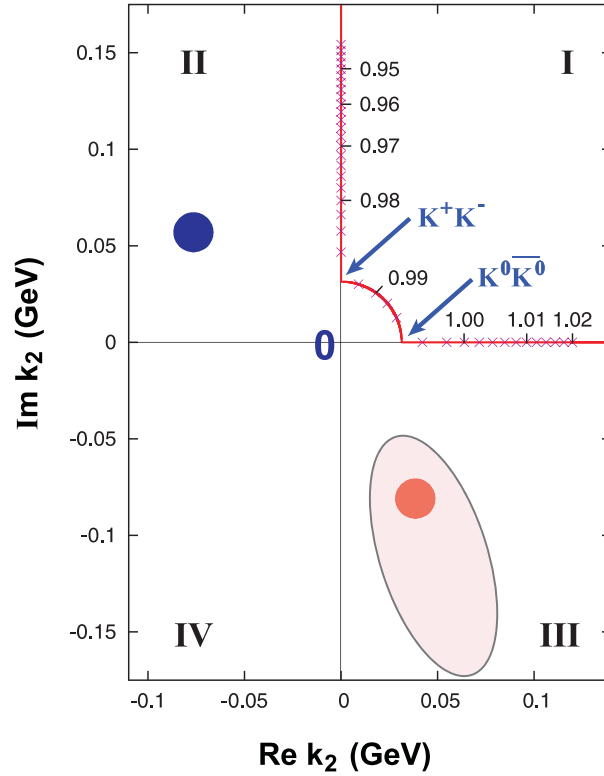 0.15
II
I
0.95
0.96
0.1
0.97
0.98
K⁺K⁻
0.05
0.99
K⁰K̅⁰̅
1.00 1.01 1.02
0
0
-0.05
-0.1
-0.15
IV
III
-0.1 -0.05 0 0.05 0.1
Re k₂ (GeV)
Im k₂ (GeV)